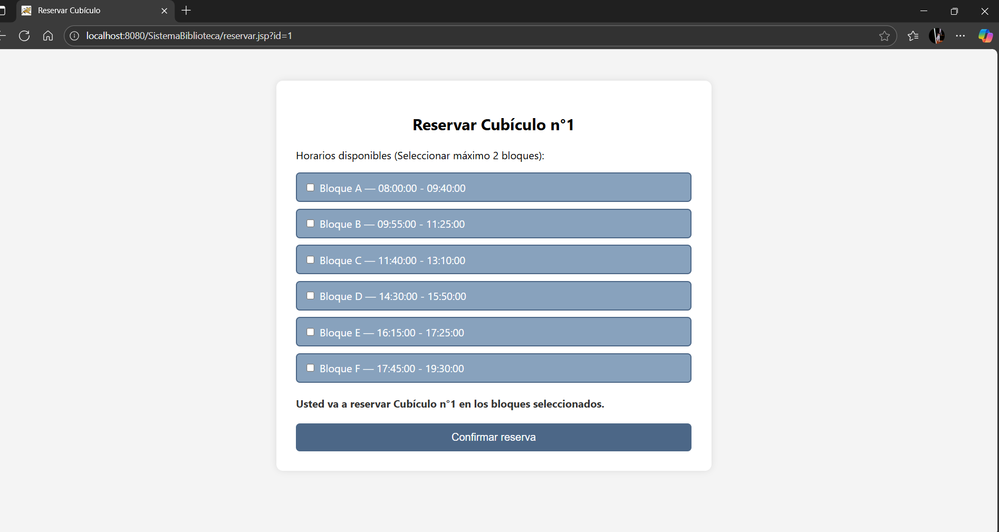 Reservar Cubículo
localhost:8080/SistemaBiblioteca/reservar.jsp?id=1
Reservar Cubículo n°1
Horarios disponibles (Seleccionar máximo 2 bloques):
Bloque A — 08:00:00 - 09:40:00
Bloque B — 09:55:00 - 11:25:00
Bloque C — 11:40:00 - 13:10:00
Bloque D — 14:30:00 - 15:50:00
Bloque E — 16:15:00 - 17:25:00
Bloque F — 17:45:00 - 19:30:00
Usted va a reservar Cubículo n°1 en los bloques seleccionados.
Confirmar reserva